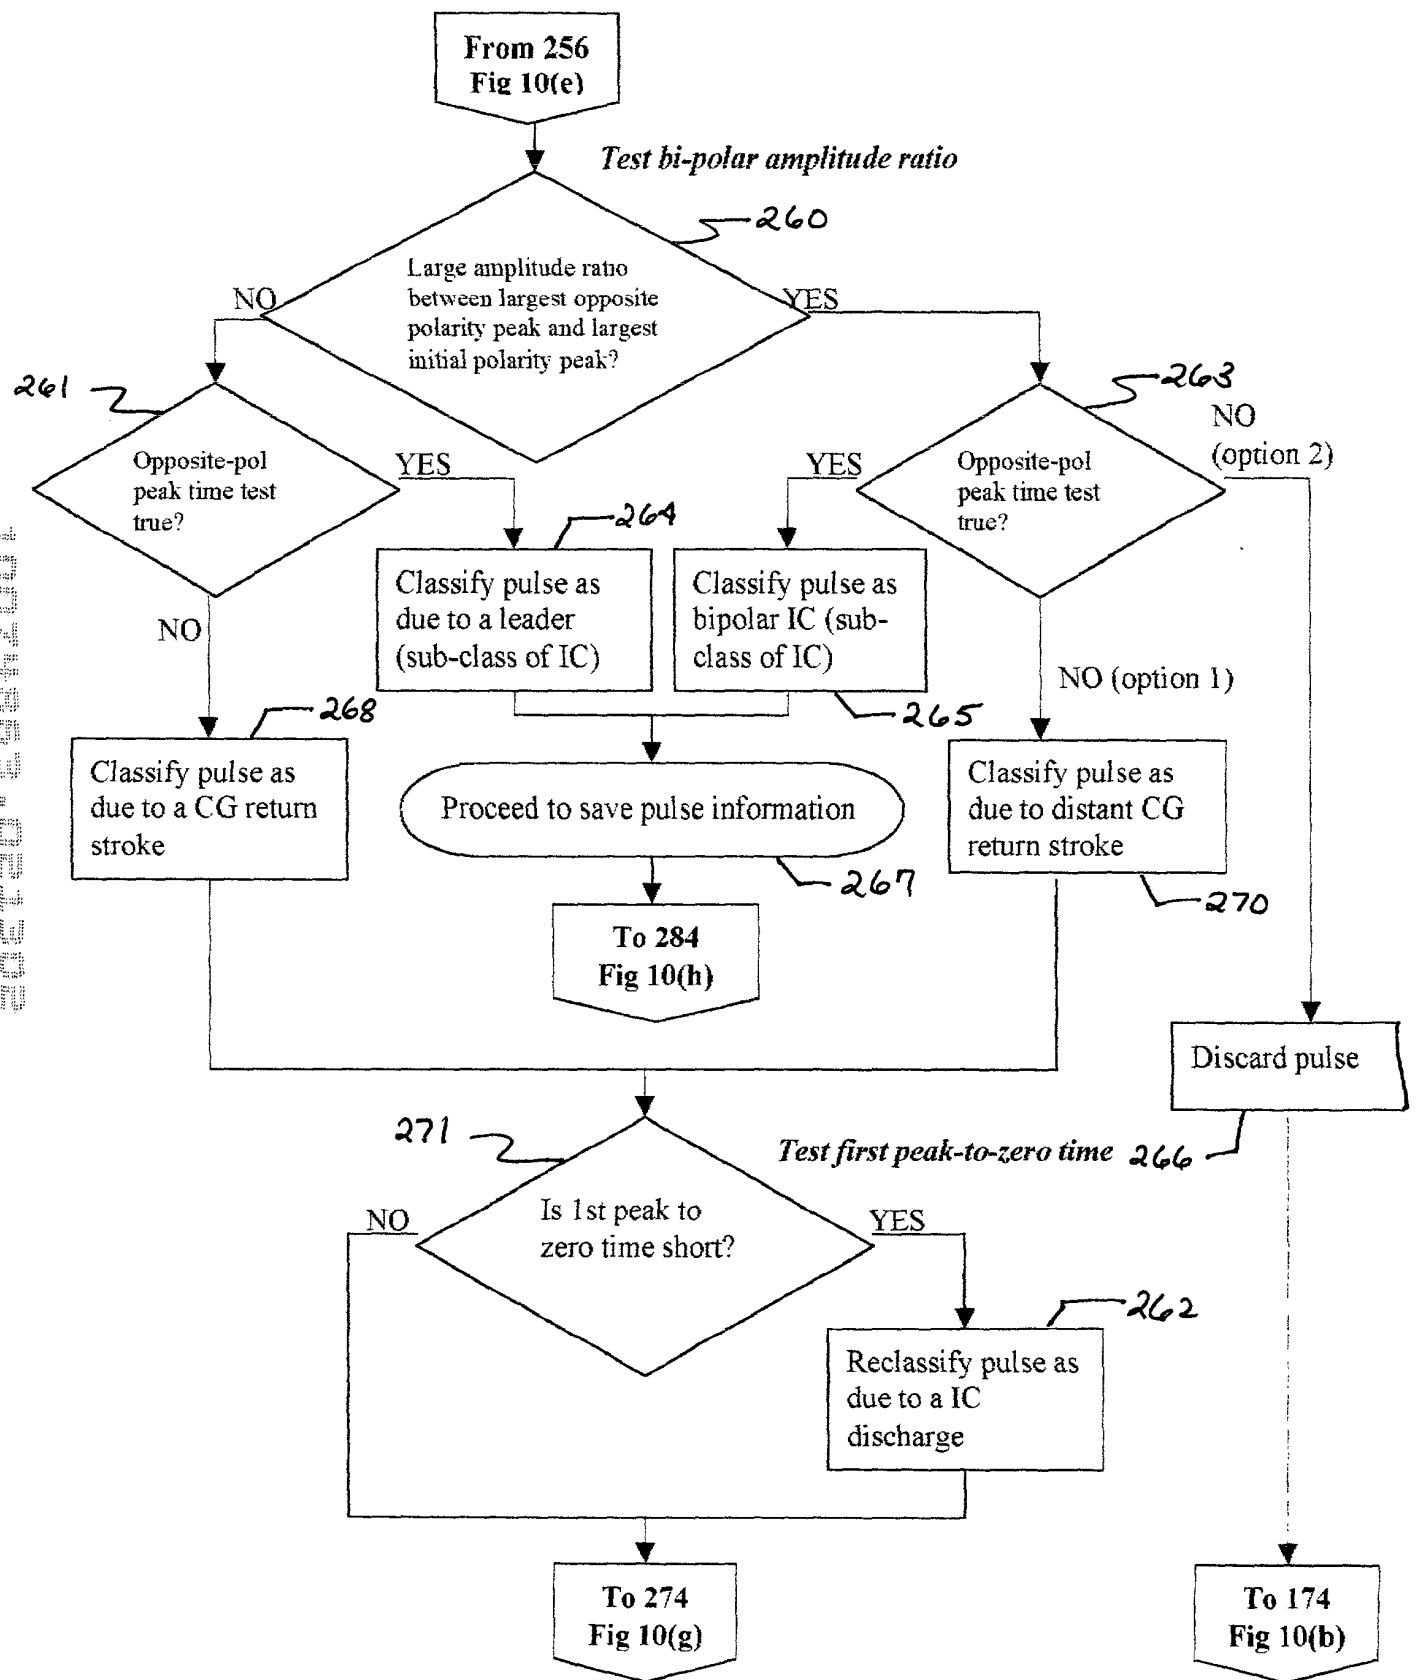 From 256
Fig 10(e)
Test bi-polar amplitude ratio
260
Large amplitude ratio
between largest opposite
polarity peak and largest
initial polarity peak?
NO
YES
261
263
NO
(option 2)
Opposite-pol
peak time test
true?
YES
YES
Opposite-pol
peak time test
true?
264
Classify pulse as
due to a leader
(sub-class of IC)
Classify pulse as
bipolar IC (sub-
class of IC)
NO
NO (option 1)
268
265
Classify pulse as
due to a CG return
stroke
Proceed to save pulse information
Classify pulse as
due to distant CG
return stroke
267
270
To 284
Fig 10(h)
Discard pulse
271
Test first peak-to-zero time
266
Is 1st peak to
zero time short?
NO
YES
262
Reclassify pulse as
due to a IC
discharge
To 274
Fig 10(g)
To 174
Fig 10(b)